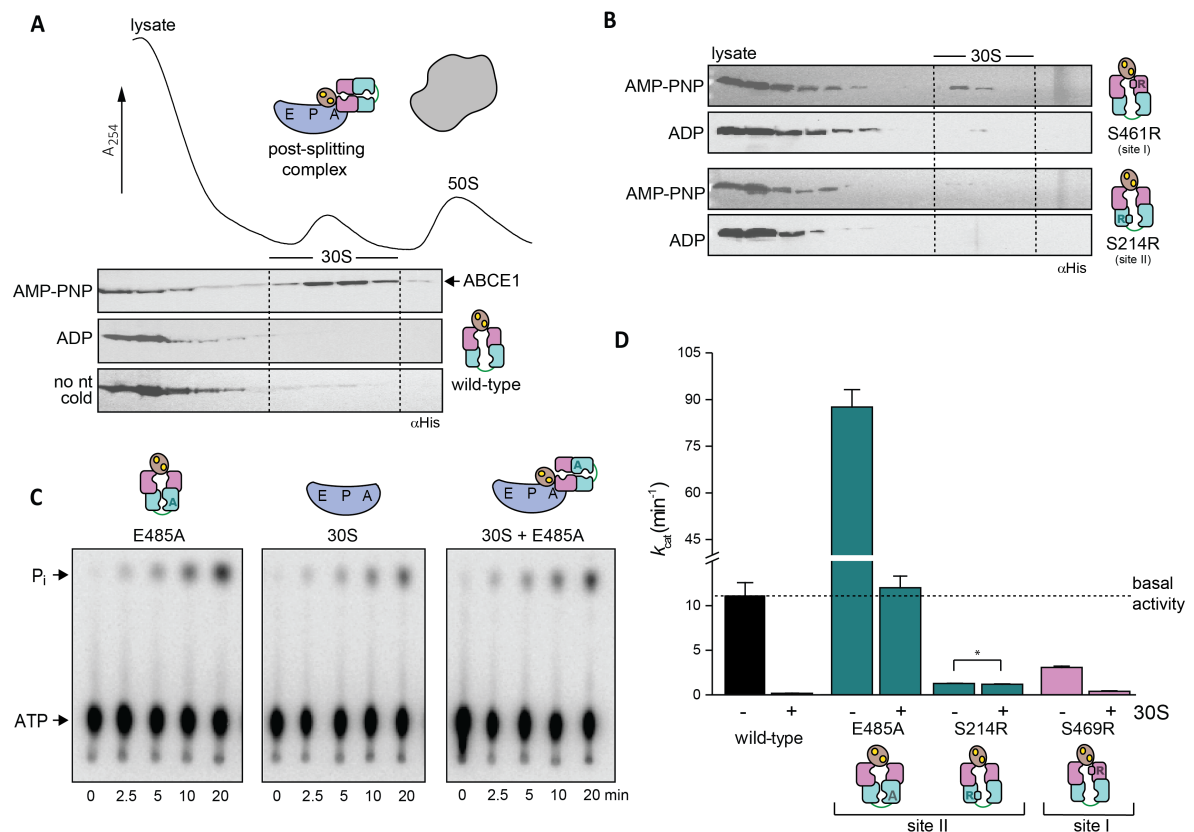 A
lysate
A254
E P A
post-splitting
complex
50S
30S
AMP-PNP
ABCE1
ADP
no nt
cold
wild-type
αHis
B
lysate
30S
AMP-PNP
R
S461R
(site I)
ADP
AMP-PNP
R
S214R
(site II)
ADP
αHis
C
A
E P A
A
E P A
E485A
30S
30S + E485A
Pi
ATP
0 2.5 5 10 20
0 2.5 5 10 20
0 2.5 5 10 20 min
D
kcat (min-1)
105
90
75
60
45
10
5
0
basal
activity
*
- + - + - + - + 30S
wild-type E485A S214R S469R
A R R
site II site I